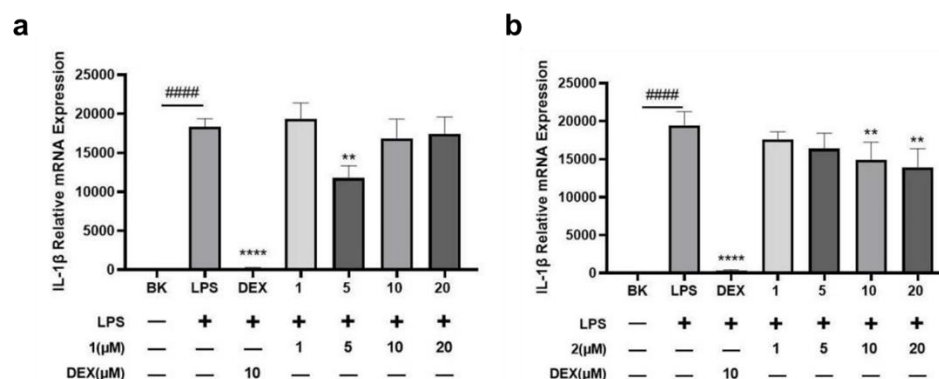 a
IL-1β Relative mRNA Expression
25000
20000
15000
10000
5000
0
####
****
**
BK LPS DEX 1 5 10 20
LPS — + + + + + +
1(μM) — — — 1 5 10 20
DEX(μM) — — 10 — — — —
b
IL-1β Relative mRNA Expression
25000
20000
15000
10000
5000
0
####
****
** **
BK LPS DEX 1 5 10 20
LPS — + + + + + +
2(μM) — — — 1 5 10 20
DEX(μM) — — 10 — — — —